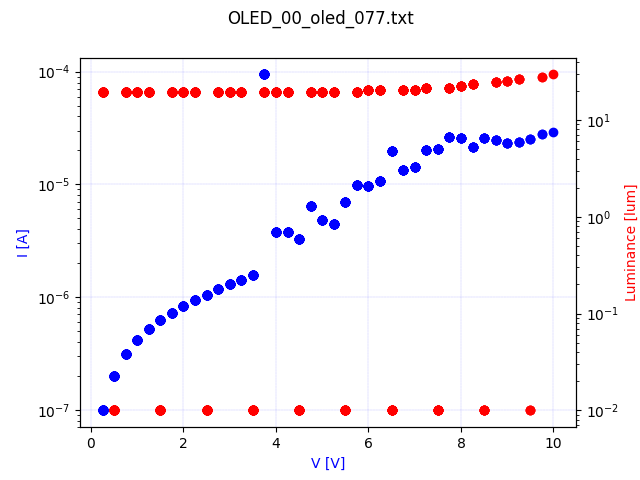 OLED_00_oled_077.txt
10⁻⁴
10⁻⁵
10⁻⁶
10⁻⁷
I [A]
10¹
10⁰
10⁻¹
10⁻²
Luminance [lum]
0 2 4 6 8 10
V [V]